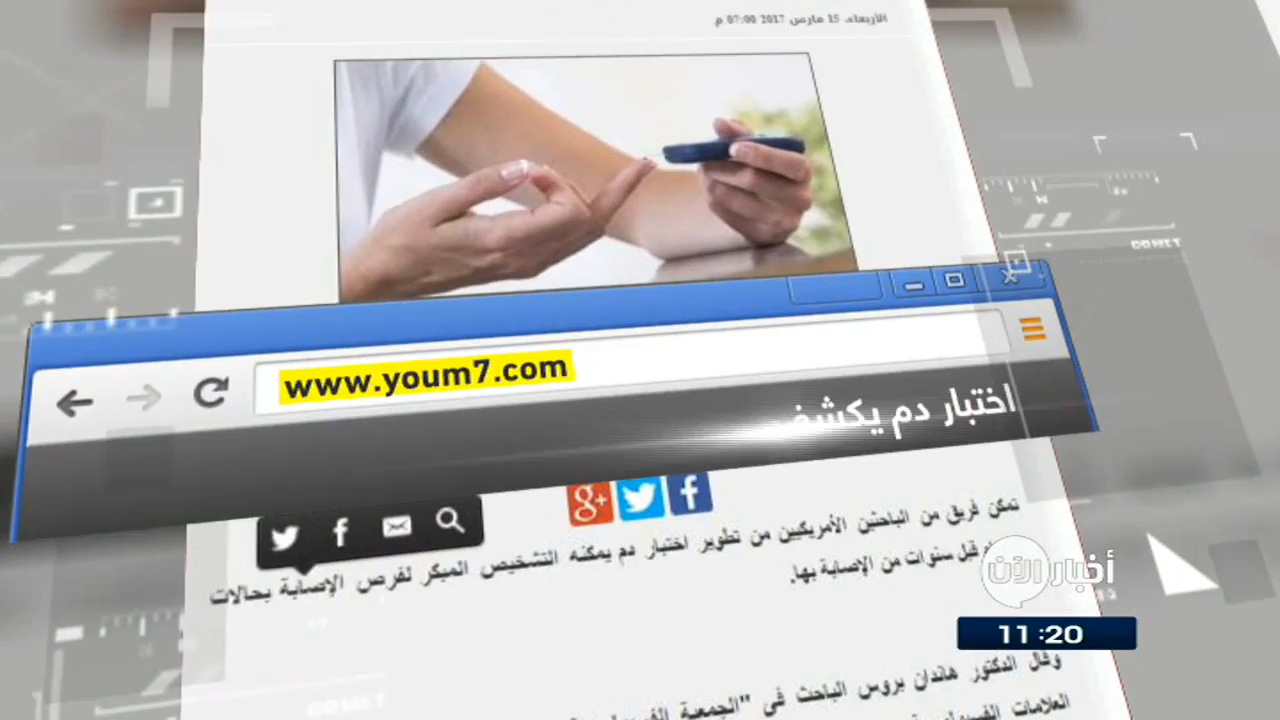 الأربعاء، 15 مارس 2017 07:00 م
www.youm7.com
اختبار دم يكشف
تمكن فريق من الباحثين الأمريكيين من تطوير اختبار دم يمكنه التشخيص المبكر لفرص الإصابة بحالات
قبل سنوات من الإصابة بها.
أخبار الآن
11:20
وقال الدكتور هاندان بروس الباحث في "الجمعية
العلامات